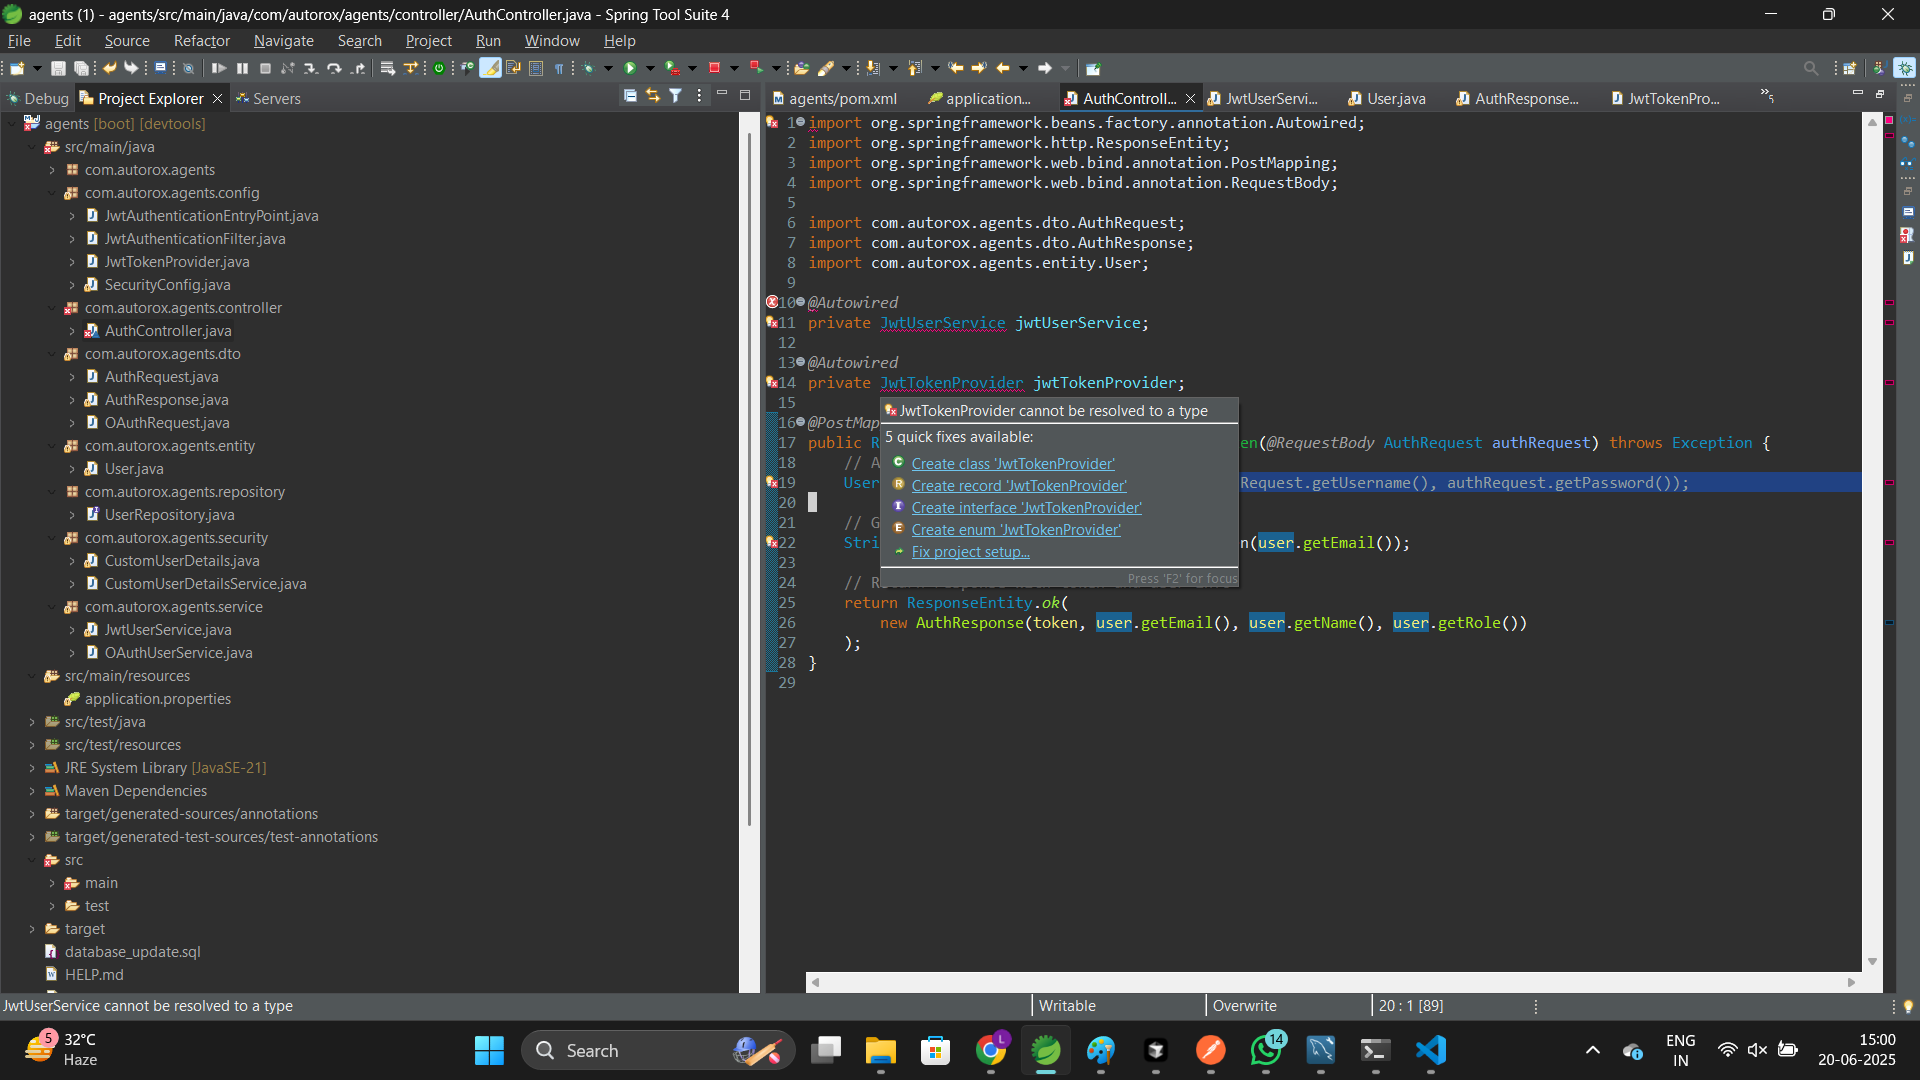 agents (1) - agents/src/main/java/com/autorox/agents/controller/AuthController.java - Spring Tool Suite 4
File Edit Source Refactor Navigate Search Project Run Window Help
Debug Project Explorer Servers
agents [boot] [devtools]
src/main/java
com.autorox.agents
com.autorox.agents.config
JwtAuthenticationEntryPoint.java
JwtAuthenticationFilter.java
JwtTokenProvider.java
SecurityConfig.java
com.autorox.agents.controller
AuthController.java
com.autorox.agents.dto
AuthRequest.java
AuthResponse.java
OAuthRequest.java
com.autorox.agents.entity
User.java
com.autorox.agents.repository
UserRepository.java
com.autorox.agents.security
CustomUserDetails.java
CustomUserDetailsService.java
com.autorox.agents.service
JwtUserService.java
OAuthUserService.java
src/main/resources
application.properties
src/test/java
src/test/resources
JRE System Library [JavaSE-21]
Maven Dependencies
target/generated-sources/annotations
target/generated-test-sources/test-annotations
src
main
test
target
database_update.sql
HELP.md
agents/pom.xml application... AuthControll... JwtUserServi... User.java AuthResponse... JwtTokenPro... »5
1 import org.springframework.beans.factory.annotation.Autowired;
2 import org.springframework.http.ResponseEntity;
3 import org.springframework.web.bind.annotation.PostMapping;
4 import org.springframework.web.bind.annotation.RequestBody;
5
6 import com.autorox.agents.dto.AuthRequest;
7 import com.autorox.agents.dto.AuthResponse;
8 import com.autorox.agents.entity.User;
9
10 @Autowired
11 private JwtUserService jwtUserService;
12
13 @Autowired
14 private JwtTokenProvider jwtTokenProvider;
15
16 @PostMap
17 public R en(@RequestBody AuthRequest authRequest) throws Exception {
18 // A
19 User Request.getUsername(), authRequest.getPassword());
20
21 // G
22 Stri n(user.getEmail());
23
24 // R
25 return ResponseEntity.ok(
26 new AuthResponse(token, user.getEmail(), user.getName(), user.getRole())
27 );
28 }
29
JwtTokenProvider cannot be resolved to a type
5 quick fixes available:
Create class 'JwtTokenProvider'
Create record 'JwtTokenProvider'
Create interface 'JwtTokenProvider'
Create enum 'JwtTokenProvider'
Fix project setup...
Press 'F2' for focus
JwtUserService cannot be resolved to a type Writable Overwrite 20 : 1 [89]
5
32°C
Haze
Search
L
14
ENG
IN
15:00
20-06-2025